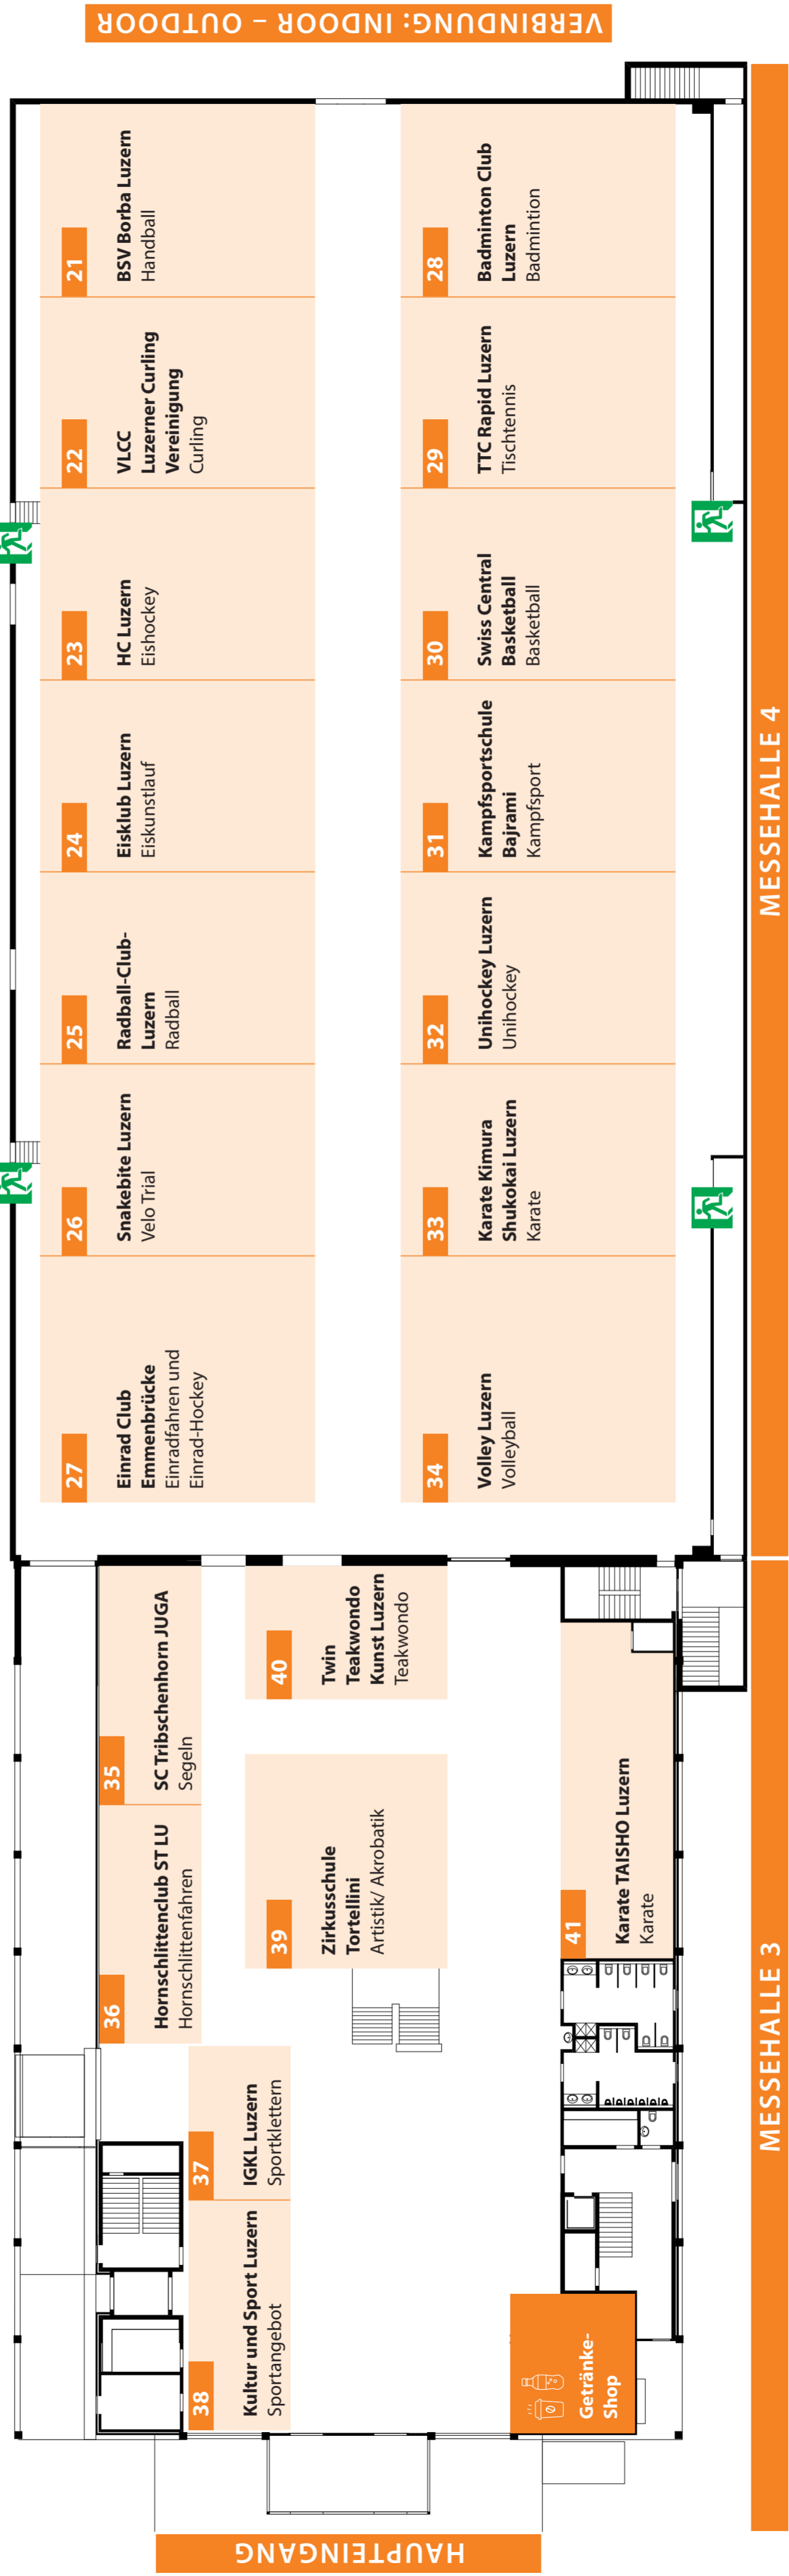 VERBINDUNG: INDOOR – OUTDOOR
21
BSV Borba Luzern
Handball
22
VLCC
Luzerner Curling
Vereinigung
Curling
23
HC Luzern
Eishockey
24
Eisklub Luzern
Eiskunstlauf
25
Radball-Club-
Luzern
Radball
26
Snakebite Luzern
Velo Trial
27
Einrad Club
Emmenbrücke
Einradfahren und
Einrad-Hockey
28
Badminton Club
Luzern
Badmintion
29
TTC Rapid Luzern
Tischtennis
30
Swiss Central
Basketball
Basketball
31
Kampfsportschule
Bajrami
Kampfsport
32
Unihockey Luzern
Unihockey
33
Karate Kimura
Shukokai Luzern
Karate
34
Volley Luzern
Volleyball
MESSEHALLE 4
35
SC Tribschenhorn JUGA
Segeln
36
Hornschlittenclub ST LU
Hornschlittenfahren
37
IGKL Luzern
Sportklettern
38
Kultur und Sport Luzern
Sportangebot
39
Zirkusschule
Tortellini
Artistik/ Akrobatik
40
Twin
Teakwondo
Kunst Luzern
Teakwondo
41
Karate TAISHO Luzern
Karate
Getränke-
Shop
MESSEHALLE 3
HAUPTEINGANG